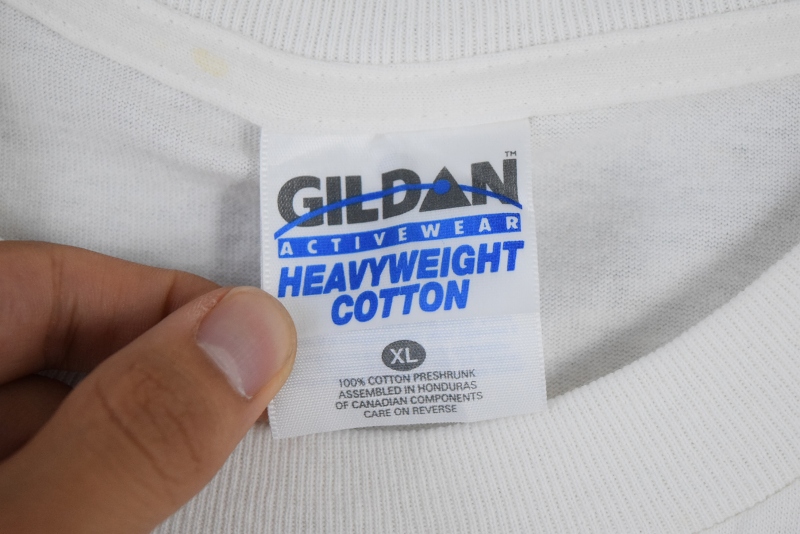 GILDAN™
ACTIVEWEAR
HEAVYWEIGHT
COTTON
XL
100% COTTON PRESHRUNK
ASSEMBLED IN HONDURAS
OF CANADIAN COMPONENTS
CARE ON REVERSE